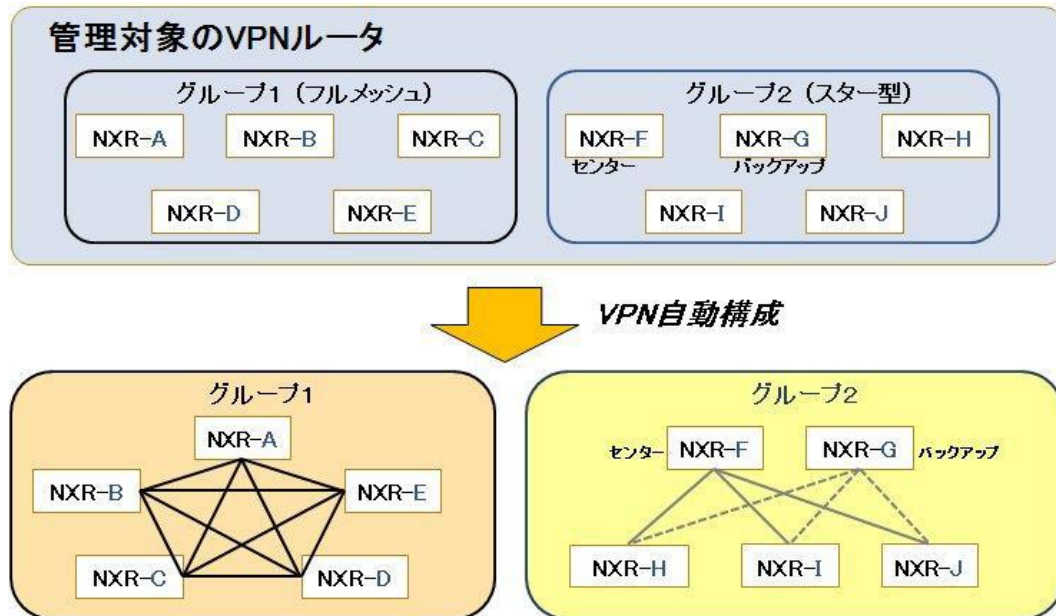 管理対象のVPNルータ
グループ1（フルメッシュ）
NXR-A NXR-B NXR-C
NXR-D NXR-E
グループ2（スター型）
NXR-F NXR-G NXR-H
センター バックアップ
NXR-I NXR-J
VPN自動構成
グループ1
NXR-A
NXR-B NXR-E
NXR-C NXR-D
グループ2
センター NXR-F NXR-G バックアップ
NXR-H NXR-I NXR-J